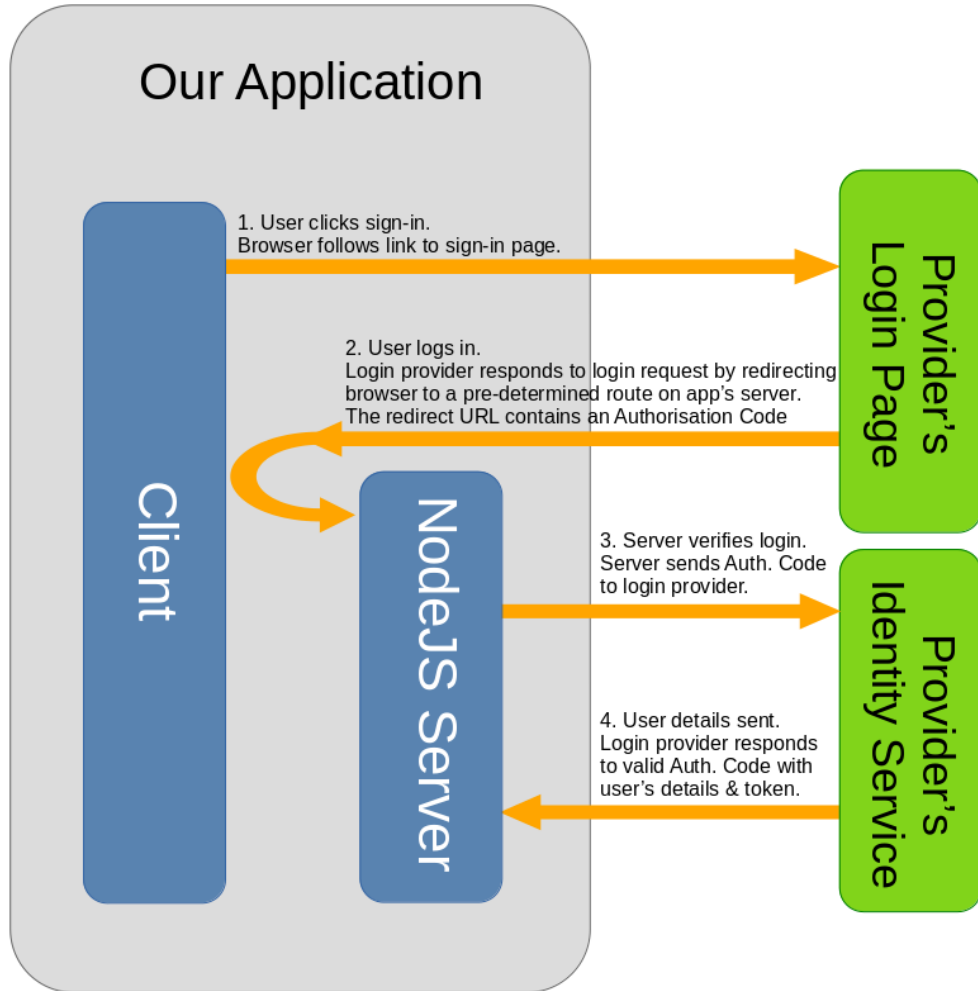 Our Application
1. User clicks sign-in.
Browser follows link to sign-in page.
Provider's
Login Page
2. User logs in.
Login provider responds to login request by redirecting
browser to a pre-determined route on app's server.
The redirect URL contains an Authorisation Code
Client
NodeJS Server
3. Server verifies login.
Server sends Auth. Code
to login provider.
Provider's
Identity Service
4. User details sent.
Login provider responds
to valid Auth. Code with
user's details & token.